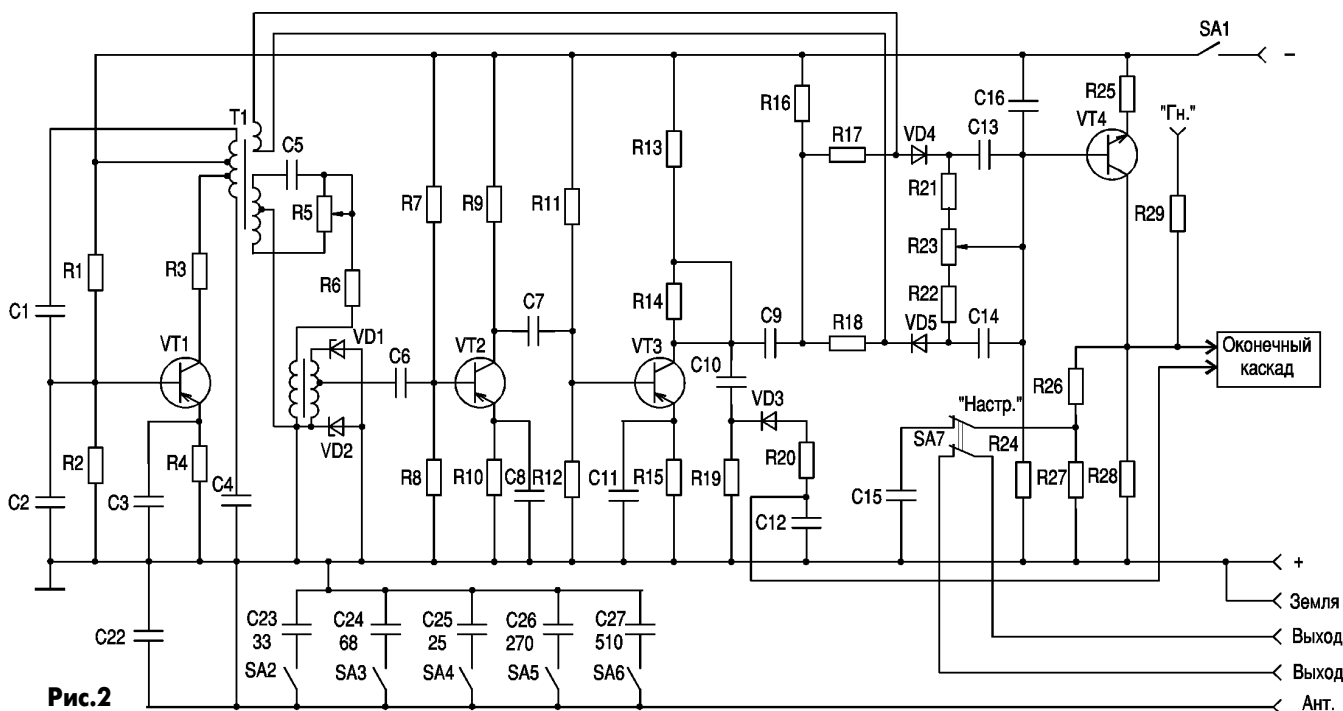 SA1
−
R16
C16
R25
"Гн."
VT4
T1
C5
R13
R17
VD4
C13
R7
R9
R11
R21
R29
R5
R23
R1
R3
R6
R14
R22
C1
C7
C9
R18
VD5
C14
VT1
VD1
C6
VT2
VT3
C10
Оконечный
каскад
VD3
R26
"Настр."
VD2
SA7
R24
R2
R4
C4
R8
R10
C8
R12
C11
R15
R19
R20
R27
R28
C2
C3
C15
C12
+
Земля
C22
C23
33
C24
68
C25
25
C26
270
C27
510
Выход
SA2
SA3
SA4
SA5
SA6
Выход
Рис.2
Ант.